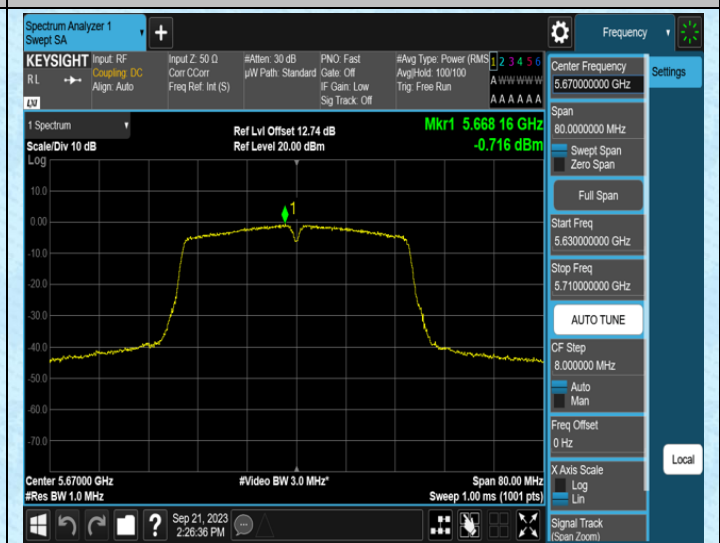 Spectrum Analyzer 1
Swept SA
+
Frequency
KEYSIGHT
RL
LXI
Input: RF
Coupling: DC
Align: Auto
Input Z: 50 Ω
Corr CCorr
Freq Ref: Int (S)
#Atten: 30 dB
µW Path: Standard
PNO: Fast
Gate: Off
IF Gain: Low
Sig Track: Off
#Avg Type: Power (RMS
Avg|Hold: 100/100
Trig: Free Run
1 2 3 4 5 6
A W W W W W
A A A A A A
1 Spectrum
Scale/Div 10 dB
Ref Lvl Offset 12.74 dB
Ref Level 20.00 dBm
Mkr1 5.668 16 GHz
-0.716 dBm
Log
10.0
0.00
-10.0
-20.0
-30.0
-40.0
-50.0
-60.0
-70.0
1
Center 5.67000 GHz
#Res BW 1.0 MHz
#Video BW 3.0 MHz*
Span 80.00 MHz
Sweep 1.00 ms (1001 pts)
?
Sep 21, 2023
2:26:36 PM
Center Frequency
5.670000000 GHz
Span
80.0000000 MHz
Swept Span
Zero Span
Full Span
Start Freq
5.630000000 GHz
Stop Freq
5.710000000 GHz
AUTO TUNE
CF Step
8.000000 MHz
Auto
Man
Freq Offset
0 Hz
X Axis Scale
Log
Lin
Signal Track
(Span Zoom)
Settings
Local